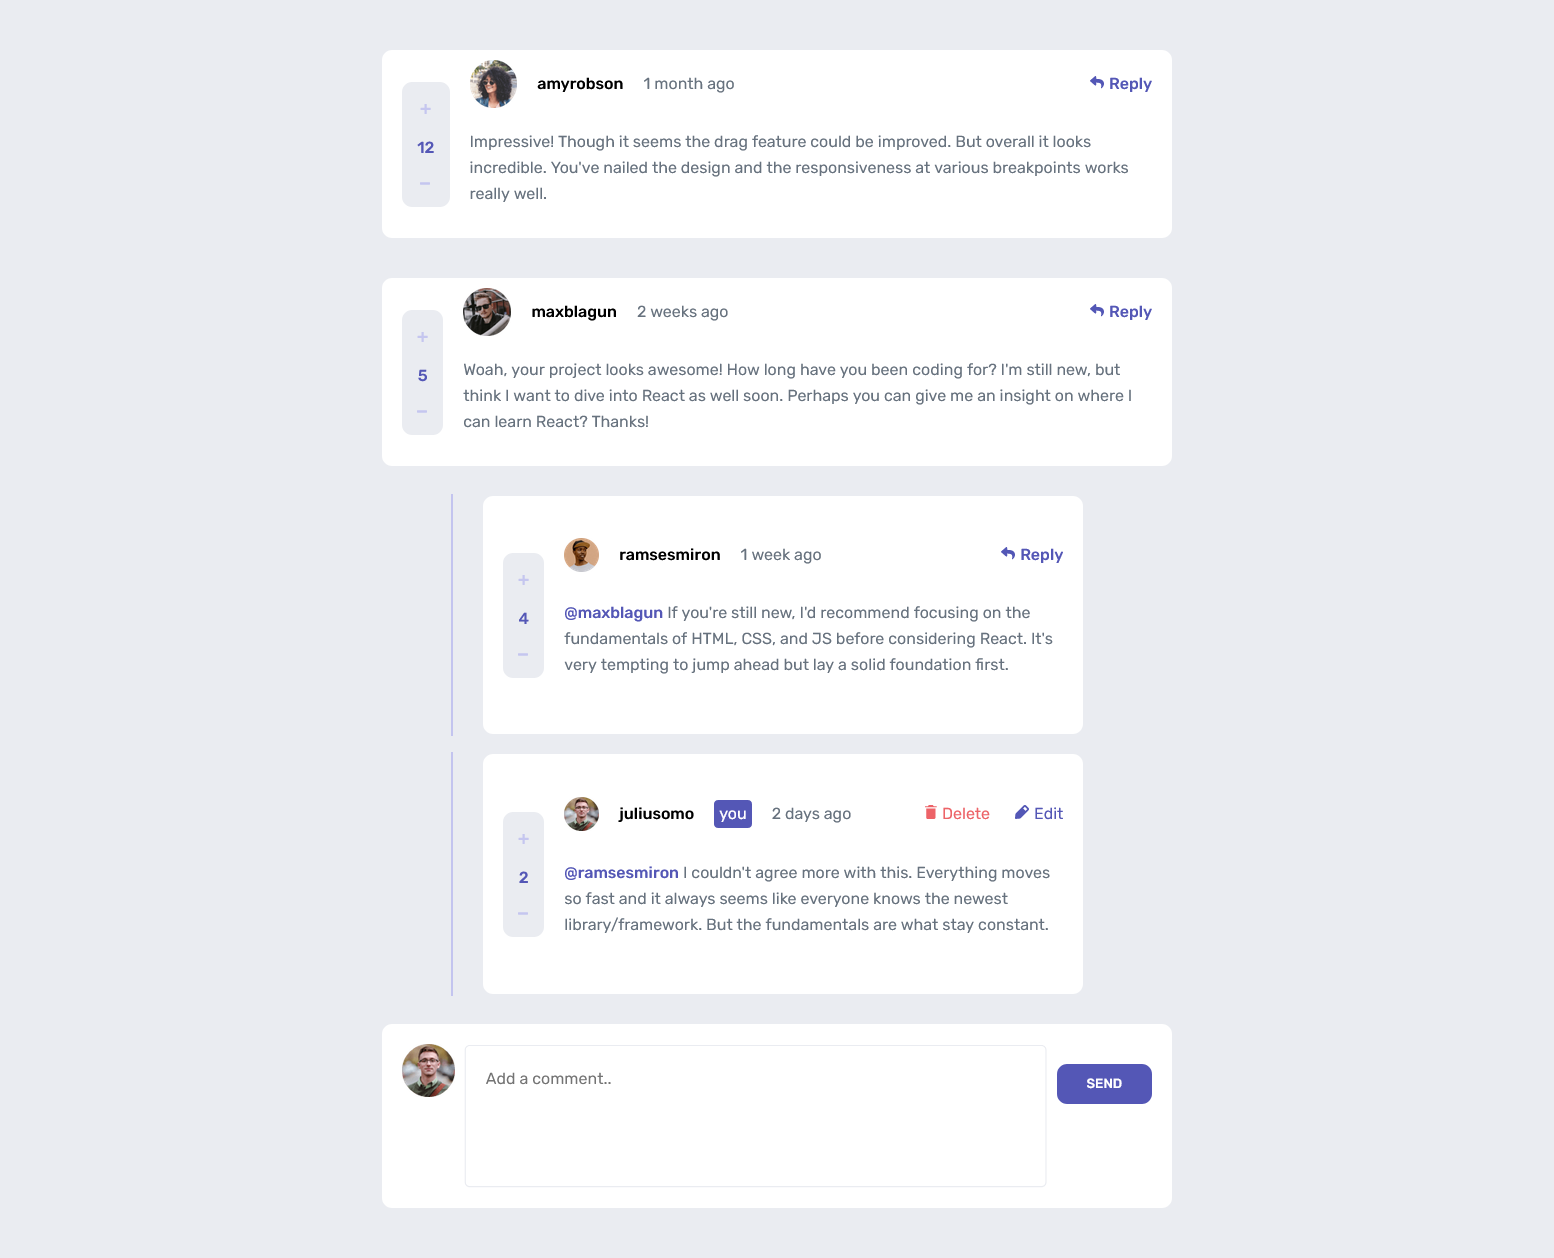 amyrobson 1 month ago Reply
+
12
−
Impressive! Though it seems the drag feature could be improved. But overall it looks
incredible. You've nailed the design and the responsiveness at various breakpoints works
really well.
maxblagun 2 weeks ago Reply
+
5
−
Woah, your project looks awesome! How long have you been coding for? I'm still new, but
think I want to dive into React as well soon. Perhaps you can give me an insight on where I
can learn React? Thanks!
ramsesmiron 1 week ago Reply
+
4
−
@maxblagun If you're still new, I'd recommend focusing on the
fundamentals of HTML, CSS, and JS before considering React. It's
very tempting to jump ahead but lay a solid foundation first.
juliusomo you 2 days ago Delete Edit
+
2
−
@ramsesmiron I couldn't agree more with this. Everything moves
so fast and it always seems like everyone knows the newest
library/framework. But the fundamentals are what stay constant.
Add a comment..
SEND